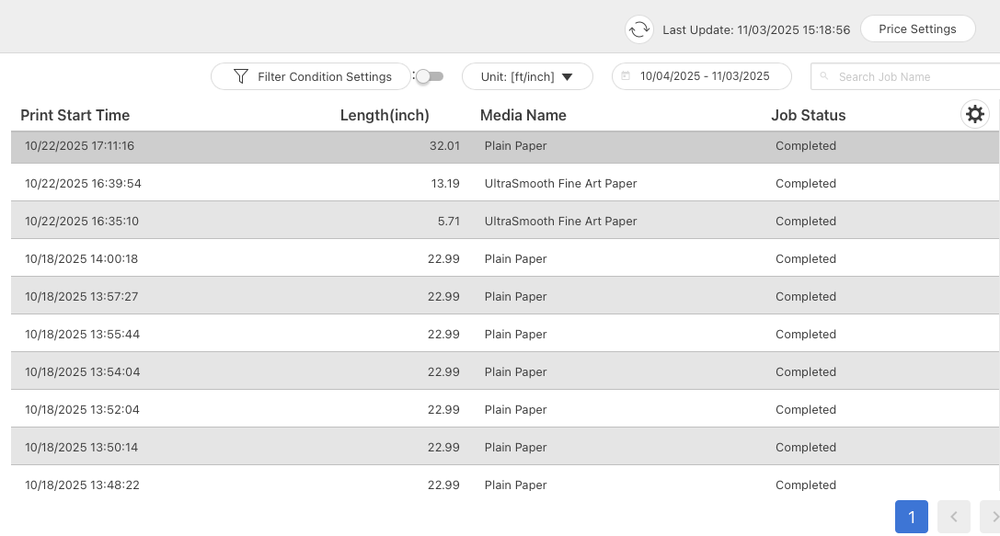 Last Update: 11/03/2025 15:18:56 Price Settings
Filter Condition Settings : Unit: [ft/inch] 10/04/2025 - 11/03/2025 Search Job Name
Print Start Time Length(inch) Media Name Job Status
10/22/2025 17:11:16 32.01 Plain Paper Completed
10/22/2025 16:39:54 13.19 UltraSmooth Fine Art Paper Completed
10/22/2025 16:35:10 5.71 UltraSmooth Fine Art Paper Completed
10/18/2025 14:00:18 22.99 Plain Paper Completed
10/18/2025 13:57:27 22.99 Plain Paper Completed
10/18/2025 13:55:44 22.99 Plain Paper Completed
10/18/2025 13:54:04 22.99 Plain Paper Completed
10/18/2025 13:52:04 22.99 Plain Paper Completed
10/18/2025 13:50:14 22.99 Plain Paper Completed
10/18/2025 13:48:22 22.99 Plain Paper Completed
1